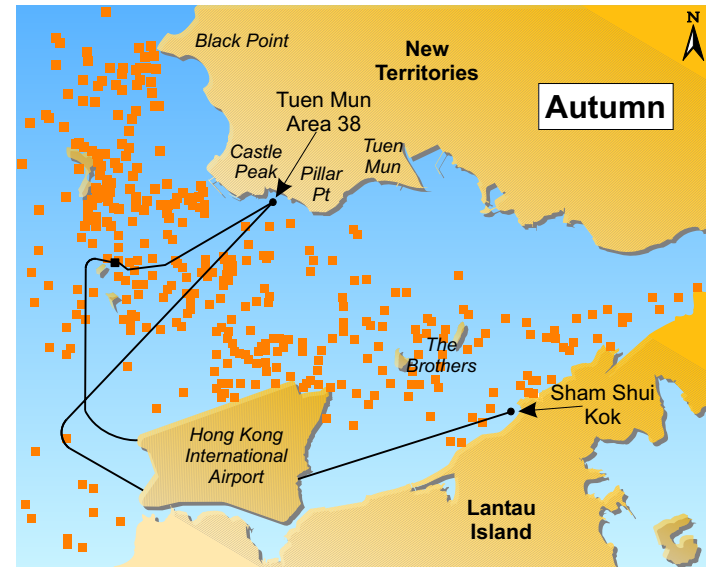 N
Black Point
New
Territories
Autumn
Tuen Mun
Area 38
Castle
Peak
Pillar
Pt
Tuen
Mun
The
Brothers
Sham Shui
Kok
Hong Kong
International
Airport
Lantau
Island